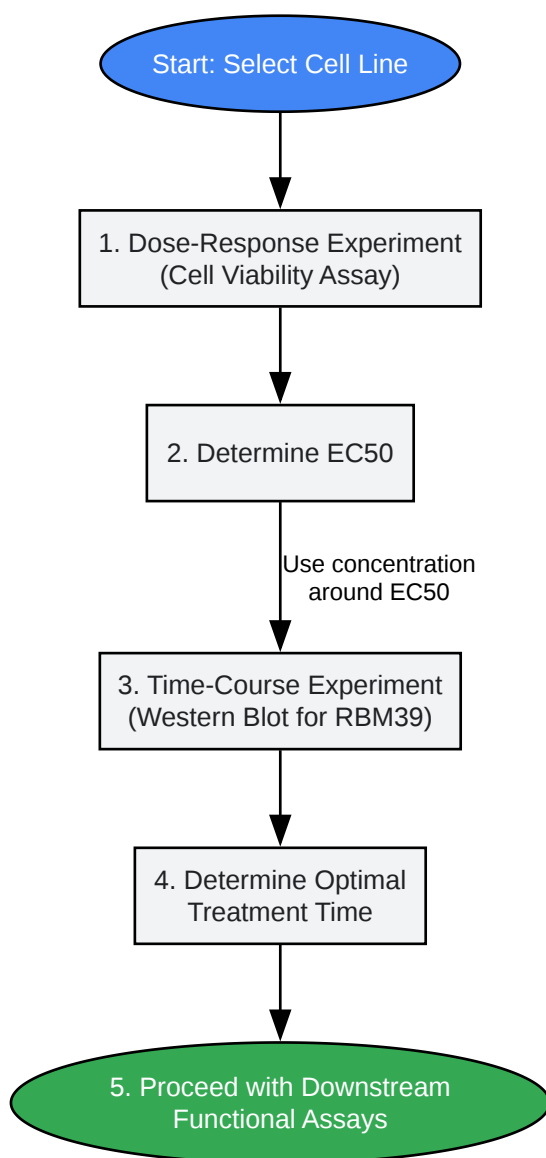 Start: Select Cell Line
1. Dose-Response Experiment
(Cell Viability Assay)
2. Determine EC50
Use concentration
around EC50
3. Time-Course Experiment
(Western Blot for RBM39)
4. Determine Optimal
Treatment Time
5. Proceed with Downstream
Functional Assays